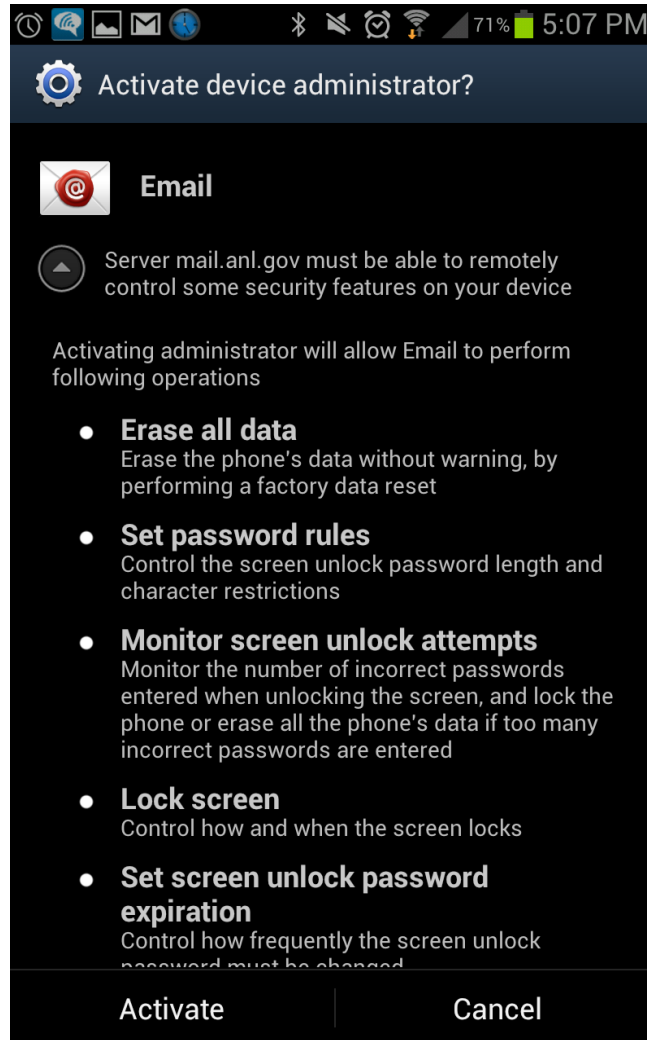 71% 5:07 PM
Activate device administrator?
Email
Server mail.anl.gov must be able to remotely
control some security features on your device
Activating administrator will allow Email to perform
following operations
Erase all data
Erase the phone's data without warning, by
performing a factory data reset
Set password rules
Control the screen unlock password length and
character restrictions
Monitor screen unlock attempts
Monitor the number of incorrect passwords
entered when unlocking the screen, and lock the
phone or erase all the phone's data if too many
incorrect passwords are entered
Lock screen
Control how and when the screen locks
Set screen unlock password
expiration
Control how frequently the screen unlock
password must be changed
Activate Cancel